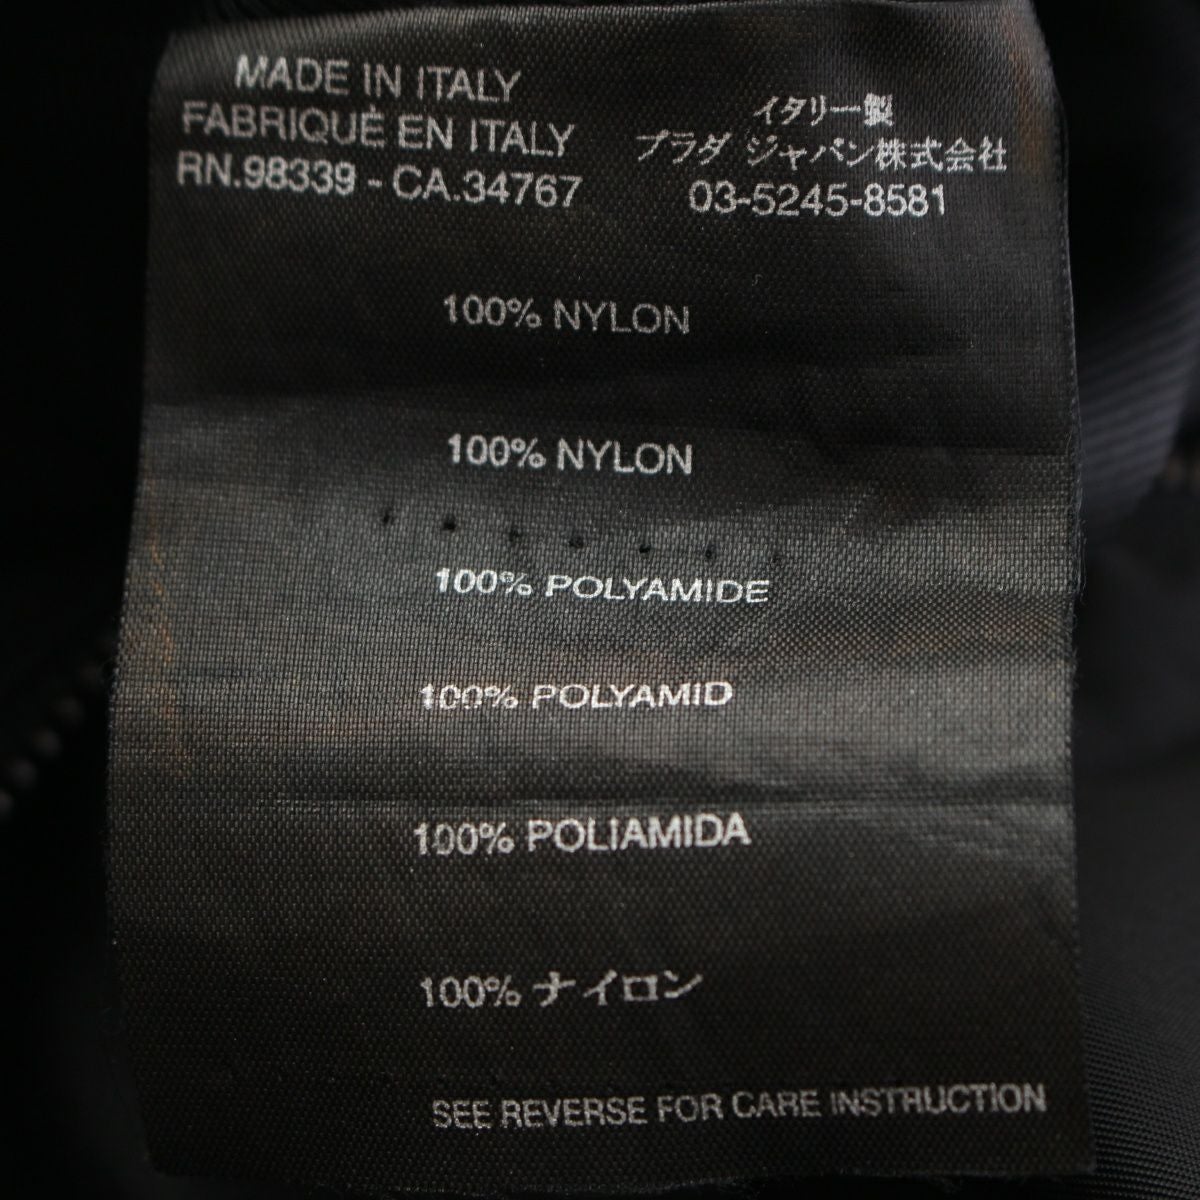 MADE IN ITALY
FABRIQUÈ EN ITALY
RN.98339 - CA.34767
イタリー製
プラダ ジャパン株式会社
03-5245-8581
100% NYLON
100% NYLON
100% POLYAMIDE
100% POLYAMID
100% POLIAMIDA
100% ナイロン
SEE REVERSE FOR CARE INSTRUCTION